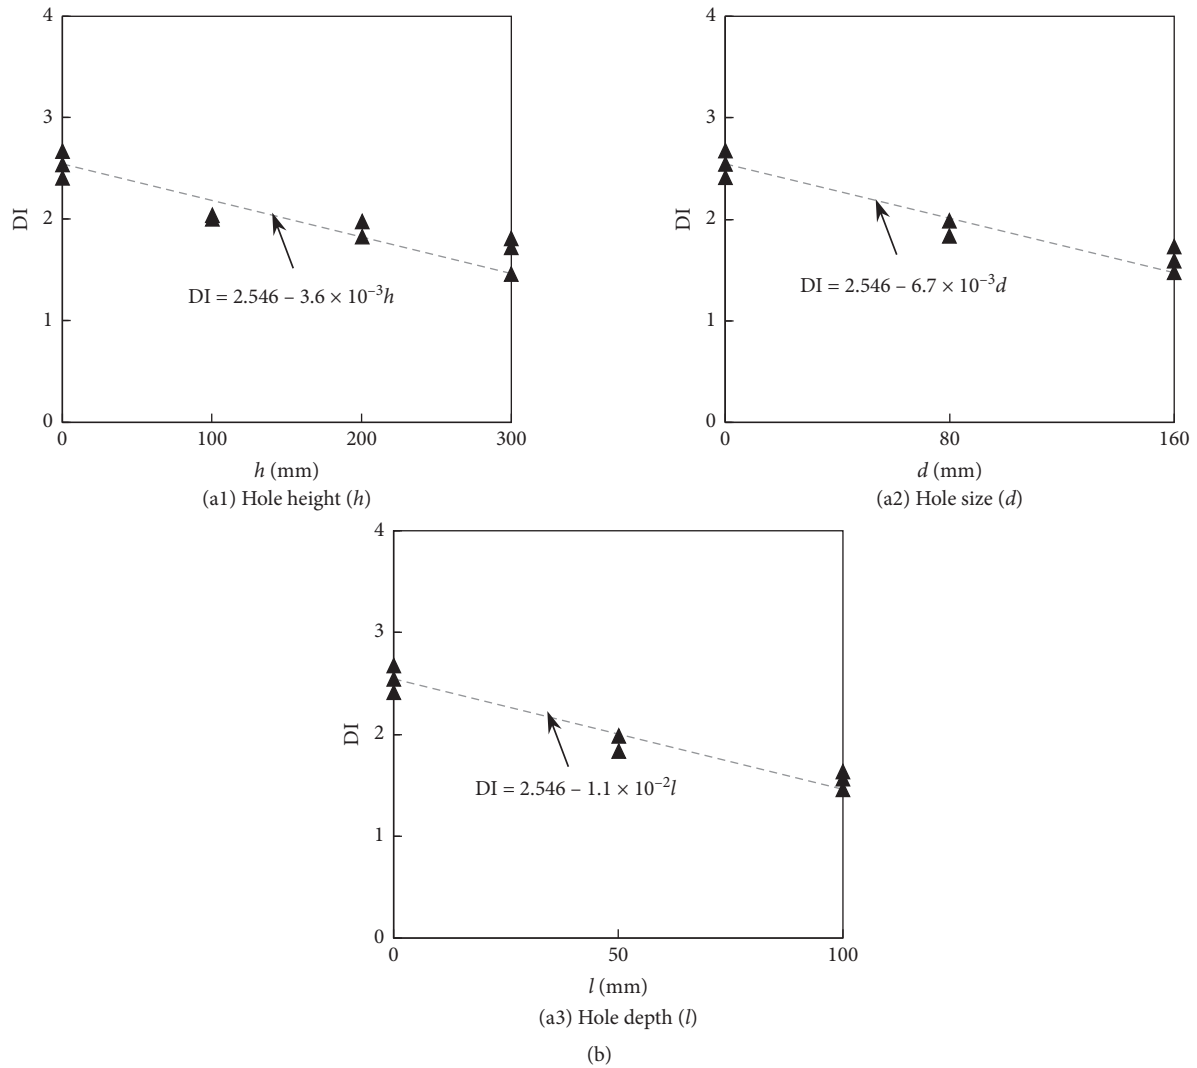 4
3
2
1
0
DI
DI = 2.546 – 3.6 × 10⁻³h
0 100 200 300
h (mm)
(a1) Hole height (h)
4
3
2
1
0
DI
DI = 2.546 – 6.7 × 10⁻³d
0 80 160
d (mm)
(a2) Hole size (d)
4
3
2
1
0
DI
DI = 2.546 – 1.1 × 10⁻²l
0 50 100
l (mm)
(a3) Hole depth (l)
(b)